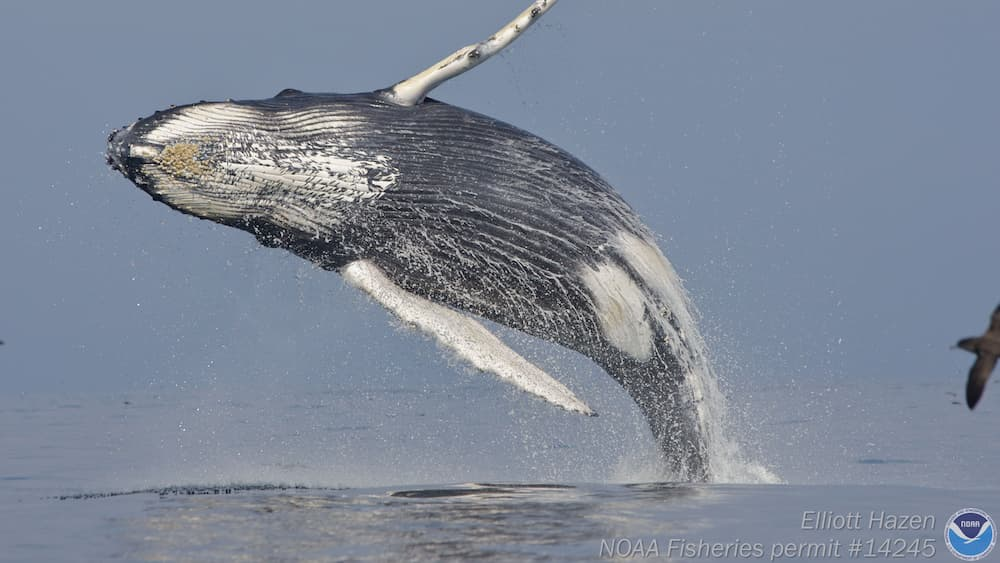 Elliott Hazen
NOAA Fisheries permit #14245
NOAA